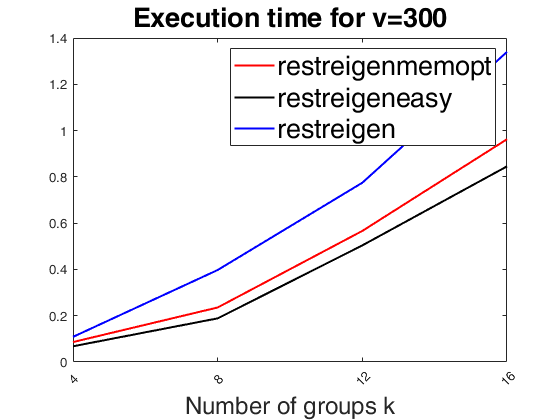 Execution time for v=300
1.4
1.2
1
0.8
0.6
0.4
0.2
0
restreigenmemopt
restreigeneasy
restreigen
4
8
12
16
Number of groups k